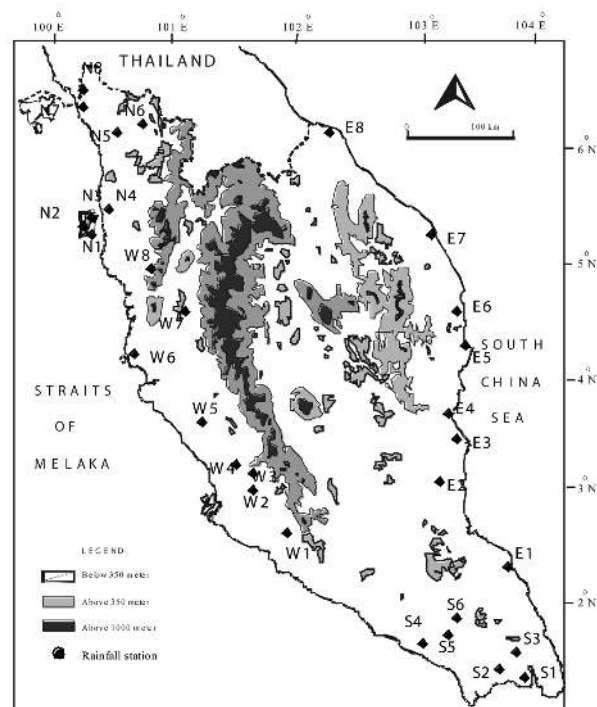 100 E
101 E
102 E
103 E
104 E
THAILAND
N8
N6
N5
E8
100 km
6 N
N3
N4
N2
N1
E7
W8
5 N
W7
E6
W6
SOUTH
E5
CHINA
SEA
STRAITS
OF
MELAKA
4 N
W5
E4
E3
W4
W3
W2
E2
3 N
W1
LEGEND
Below 350 meter
Above 350 meter
Above 1000 meter
Rainfall station
E1
2 N
S6
S4
S5
S3
S2
S1